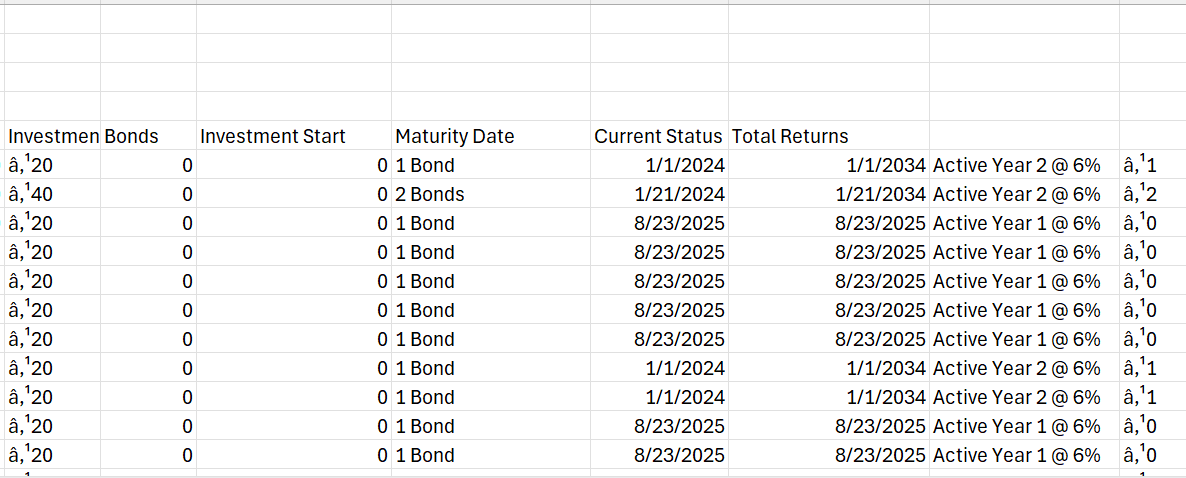 Investmen Bonds Investment Start Maturity Date Current Status Total Returns
â‚¹20 0 0 1 Bond 1/1/2024 1/1/2034 Active Year 2 @ 6% â‚¹1
â‚¹40 0 0 2 Bonds 1/21/2024 1/21/2034 Active Year 2 @ 6% â‚¹2
â‚¹20 0 0 1 Bond 8/23/2025 8/23/2025 Active Year 1 @ 6% â‚¹0
â‚¹20 0 0 1 Bond 8/23/2025 8/23/2025 Active Year 1 @ 6% â‚¹0
â‚¹20 0 0 1 Bond 8/23/2025 8/23/2025 Active Year 1 @ 6% â‚¹0
â‚¹20 0 0 1 Bond 8/23/2025 8/23/2025 Active Year 1 @ 6% â‚¹0
â‚¹20 0 0 1 Bond 8/23/2025 8/23/2025 Active Year 1 @ 6% â‚¹0
â‚¹20 0 0 1 Bond 1/1/2024 1/1/2034 Active Year 2 @ 6% â‚¹1
â‚¹20 0 0 1 Bond 1/1/2024 1/1/2034 Active Year 2 @ 6% â‚¹1
â‚¹20 0 0 1 Bond 8/23/2025 8/23/2025 Active Year 1 @ 6% â‚¹0
â‚¹20 0 0 1 Bond 8/23/2025 8/23/2025 Active Year 1 @ 6% â‚¹0